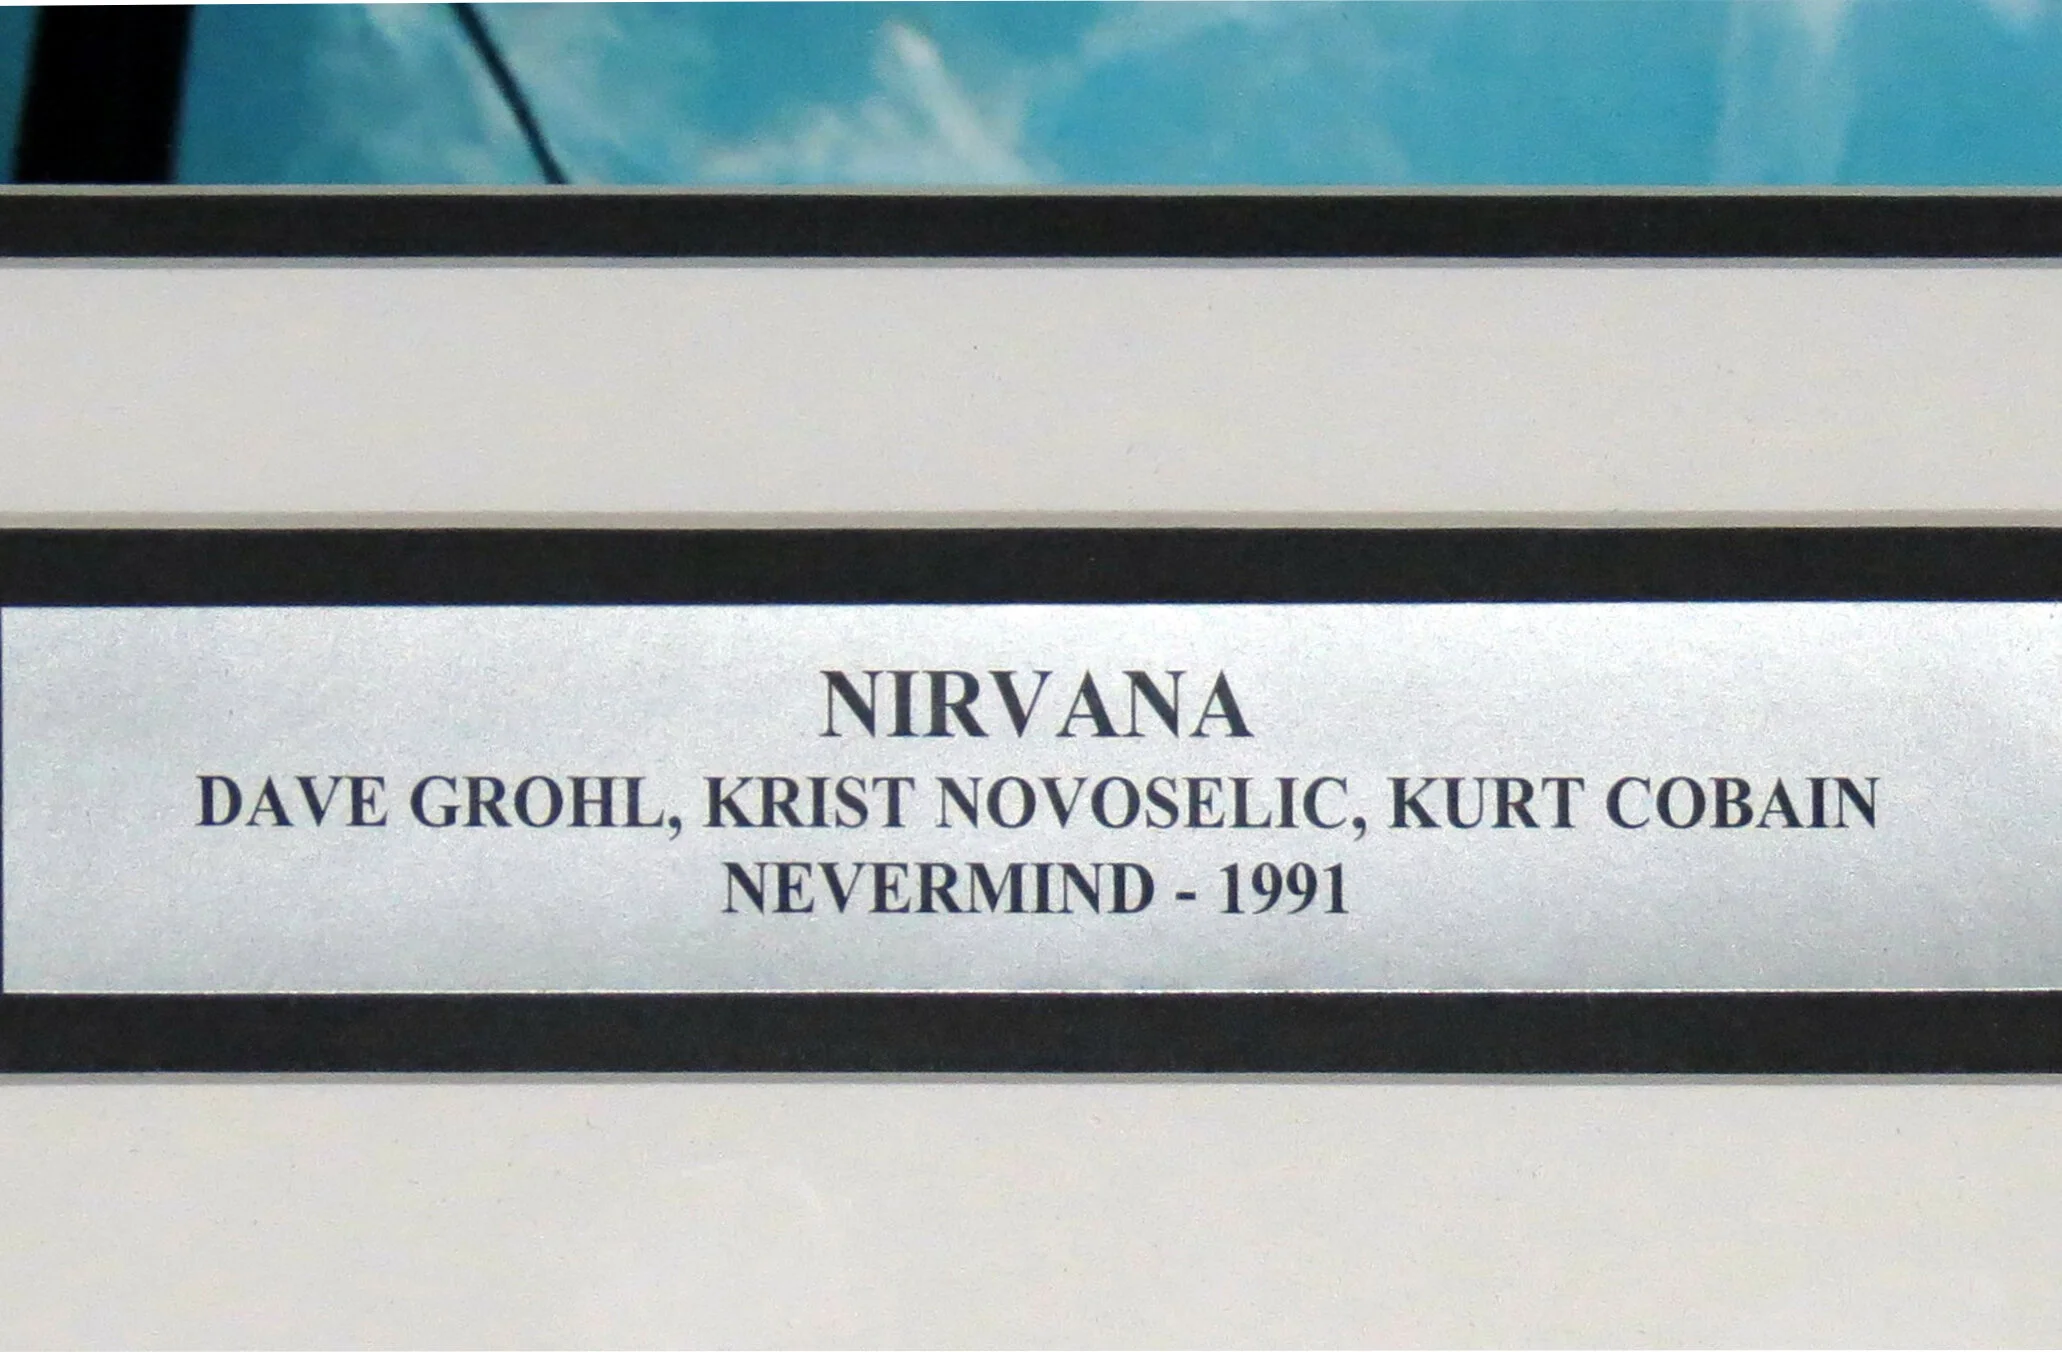 NIRVANA
DAVE GROHL, KRIST NOVOSELIC, KURT COBAIN
NEVERMIND - 1991